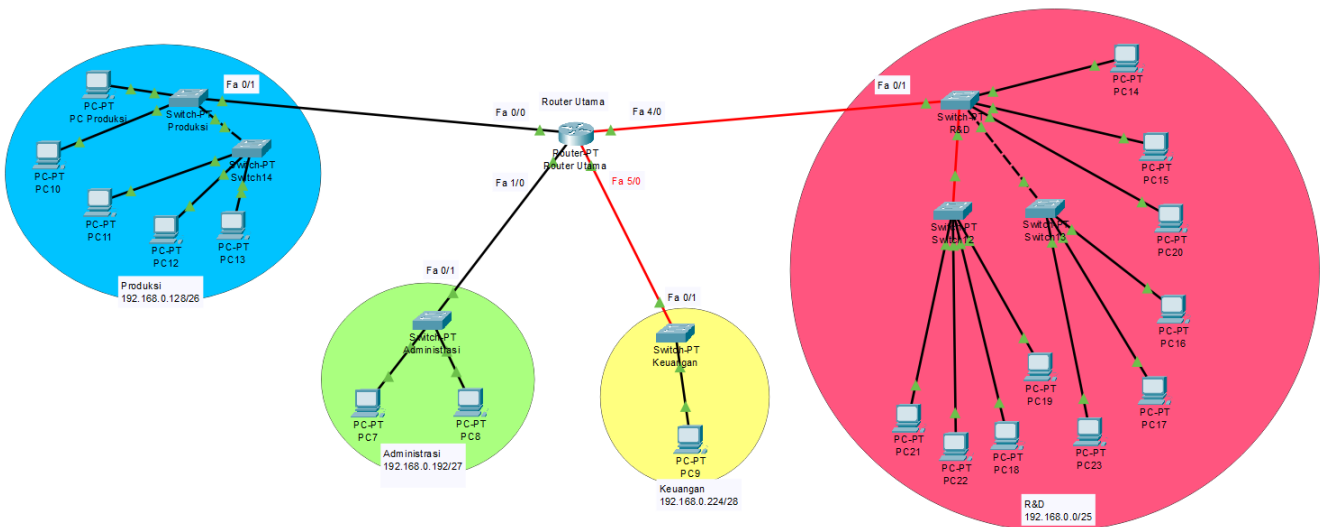 Fa 0/1
PC-PT
PC Produksi
Switch-PT
Produksi
Switch-PT
Switch14
PC-PT
PC10
PC-PT
PC11
PC-PT
PC12
PC-PT
PC13
Produksi
192.168.0.128/26
Router Utama
Fa 0/0
Fa 4/0
Router-PT
Router Utama
Fa 1/0
Fa 5/0
Fa 0/1
Switch-PT
Administrasi
PC-PT
PC7
PC-PT
PC8
Administrasi
192.168.0.192/27
Fa 0/1
Switch-PT
Keuangan
PC-PT
PC9
Keuangan
192.168.0.224/28
Fa 0/1
Switch-PT
R&D
PC-PT
PC14
PC-PT
PC15
PC-PT
PC20
Switch-PT
Switch12
Switch-PT
Switch13
PC-PT
PC16
PC-PT
PC19
PC-PT
PC17
PC-PT
PC21
PC-PT
PC22
PC-PT
PC18
PC-PT
PC23
R&D
192.168.0.0/25